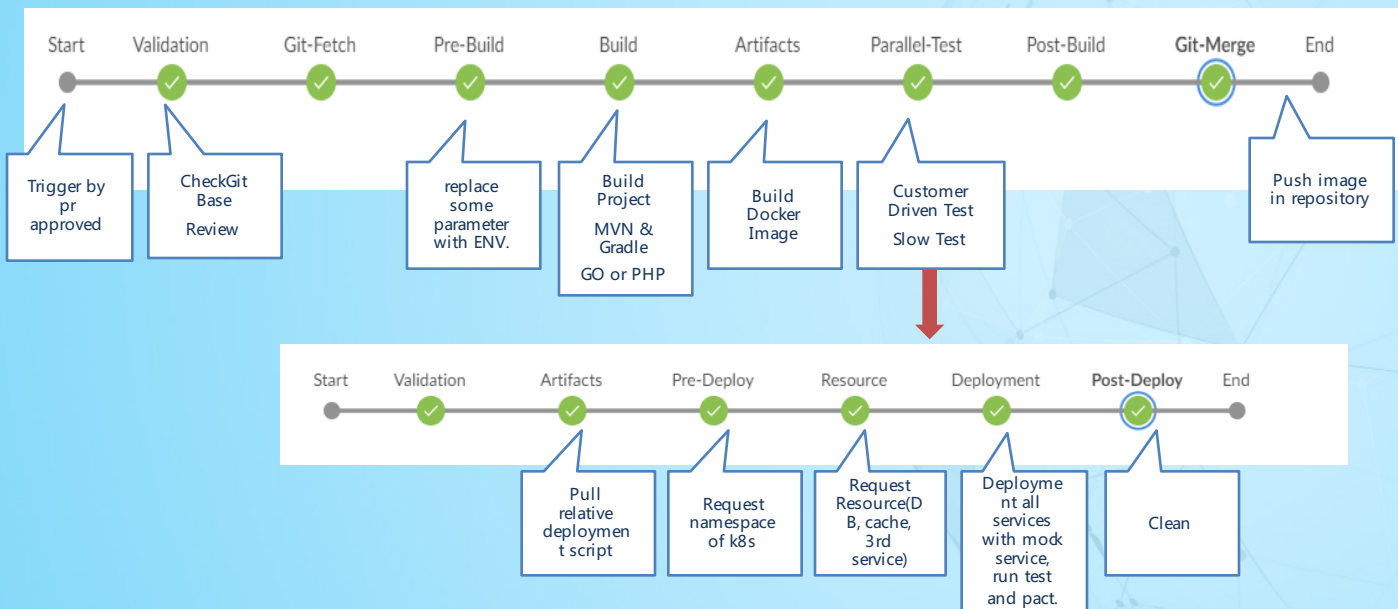 Start
Validation
Git-Fetch
Pre-Build
Build
Artifacts
Parallel-Test
Post-Build
Git-Merge
End
Trigger by
pr
approved
CheckGit
Base
Review
replace
some
parameter
with ENV.
Build
Project
MVN &
Gradle
GO or PHP
Build
Docker
Image
Customer
Driven Test
Slow Test
Push image
in repository
Start
Validation
Artifacts
Pre-Deploy
Resource
Deployment
Post-Deploy
End
Pull
relative
deploymen
t script
Request
namespace
of k8s
Request
Resource(D
B, cache,
3rd
service)
Deployme
nt all
services
with mock
service,
run test
and pact.
Clean